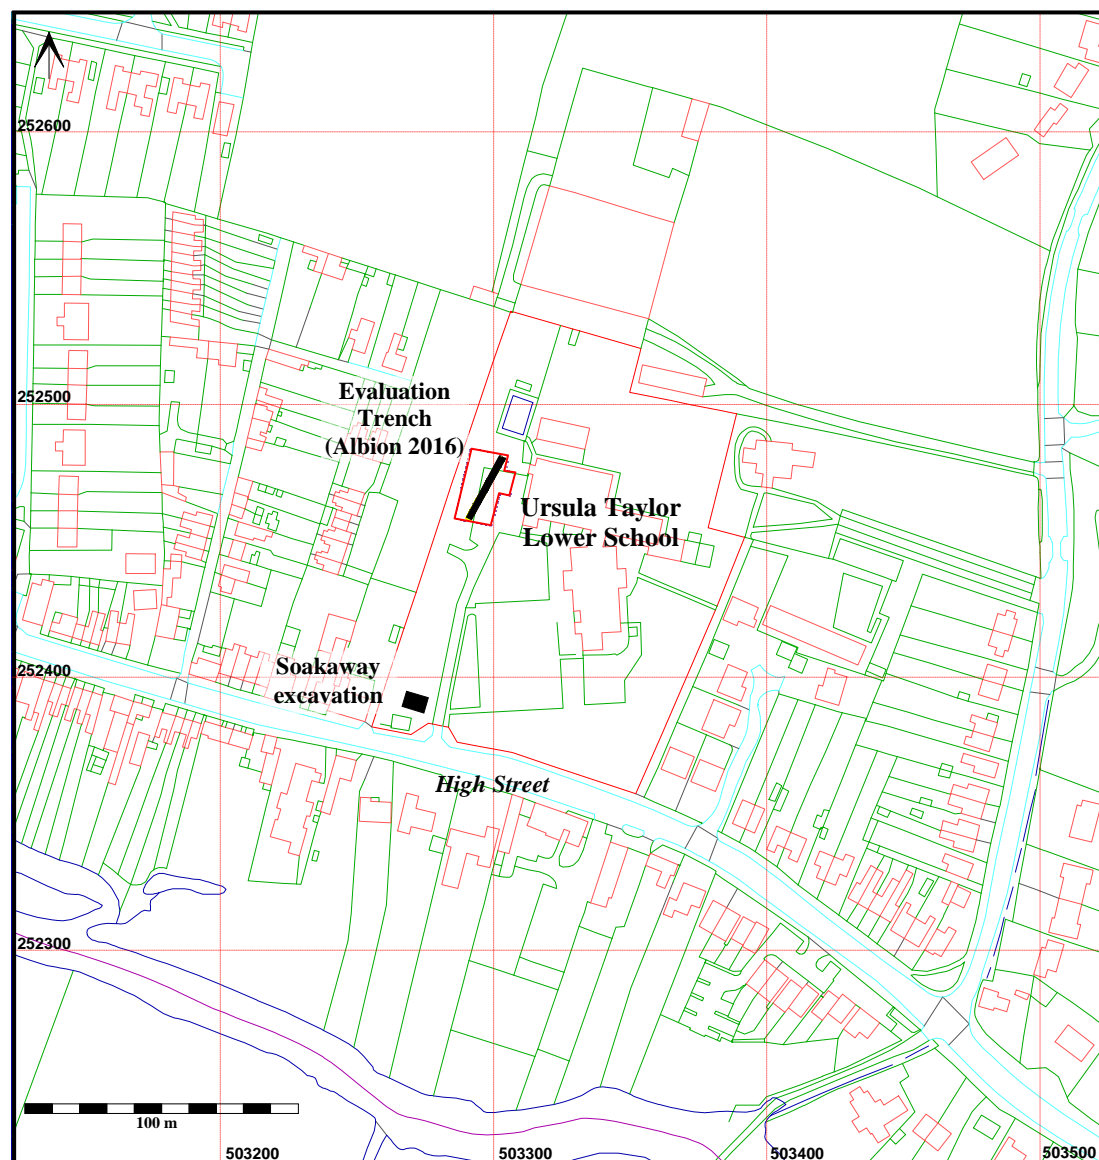 252600
Evaluation
Trench
(Albion 2016)
252500
Ursula Taylor
Lower School
Soakaway
excavation
252400
High Street
252300
100 m
503200
503300
503400
503500